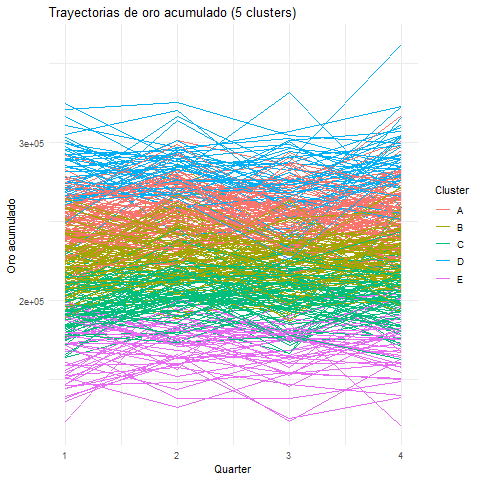 Trayectorias de oro acumulado (5 clusters)
Oro acumulado
3e+05
2e+05
1
2
3
4
Quarter
Cluster
A
B
C
D
E